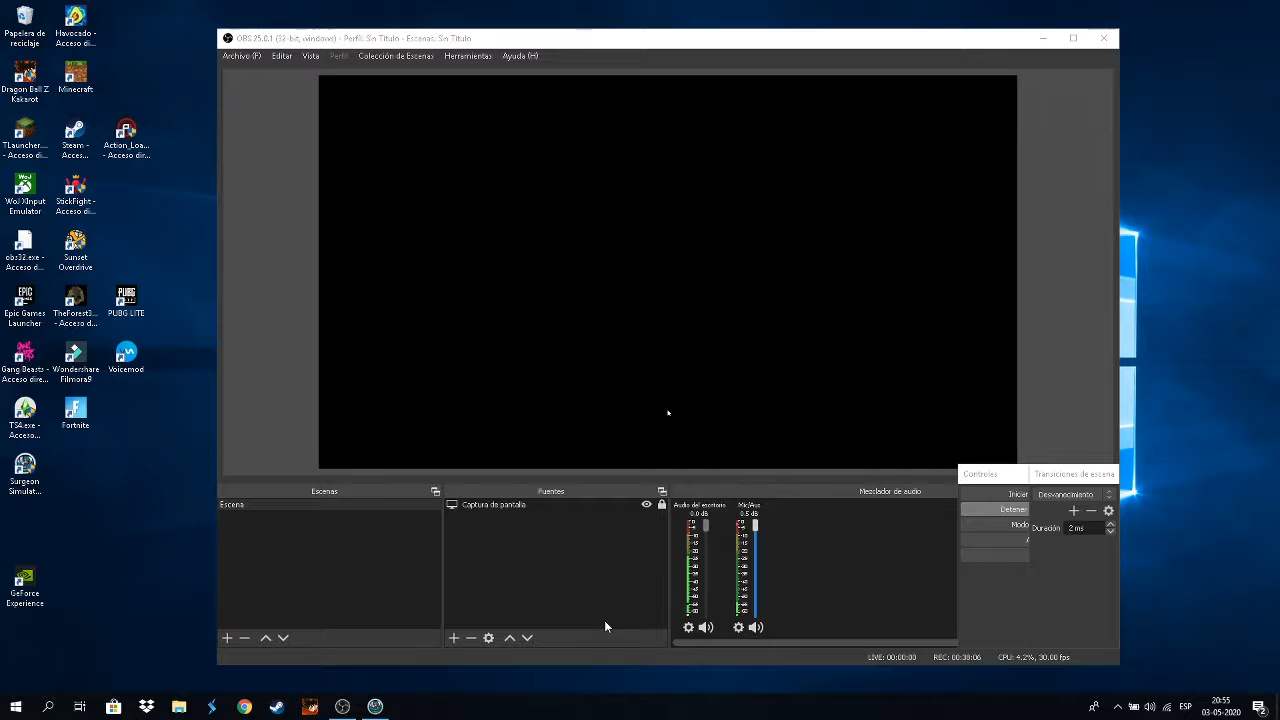 Papelera de reciclaje
Havocado - Acceso di...
Dragon Ball Z Kakarot
Minecraft
TLauncher... - Acceso di...
Steam - Acces...
Action_Loa... - Acceso dir...
WoJ XInput Emulator
StickFight - Acceso di...
obs32.exe - Acceso d...
Sunset Overdrive
Epic Games Launcher
TheForest3... - Acceso d...
PUBG LITE
Gang Beasts - Acceso dire...
Wondershare Filmora9
Voicemod
TS4.exe - Acceso...
Fortnite
Surgeon Simulat...
GeForce Experience
OBS 25.0.1 (32-bit, windows) - Perfil: Sin Título - Escenas: Sin Título
Archivo (F) Editar Vista Perfil Colección de Escenas Herramientas Ayuda (H)
Controles Transiciones de escena
Escenas Fuentes Mezclador de audio
Escena Captura de pantalla Audio del escritorio Mic/Aux
0.0 dB 0.5 dB
Iniciar Desvanecimiento
Detener
Modo Duración 2 ms
LIVE: 00:00:00 REC: 00:38:06 CPU: 4.2%, 30.00 fps
ESP 20:55
03-05-2020
2